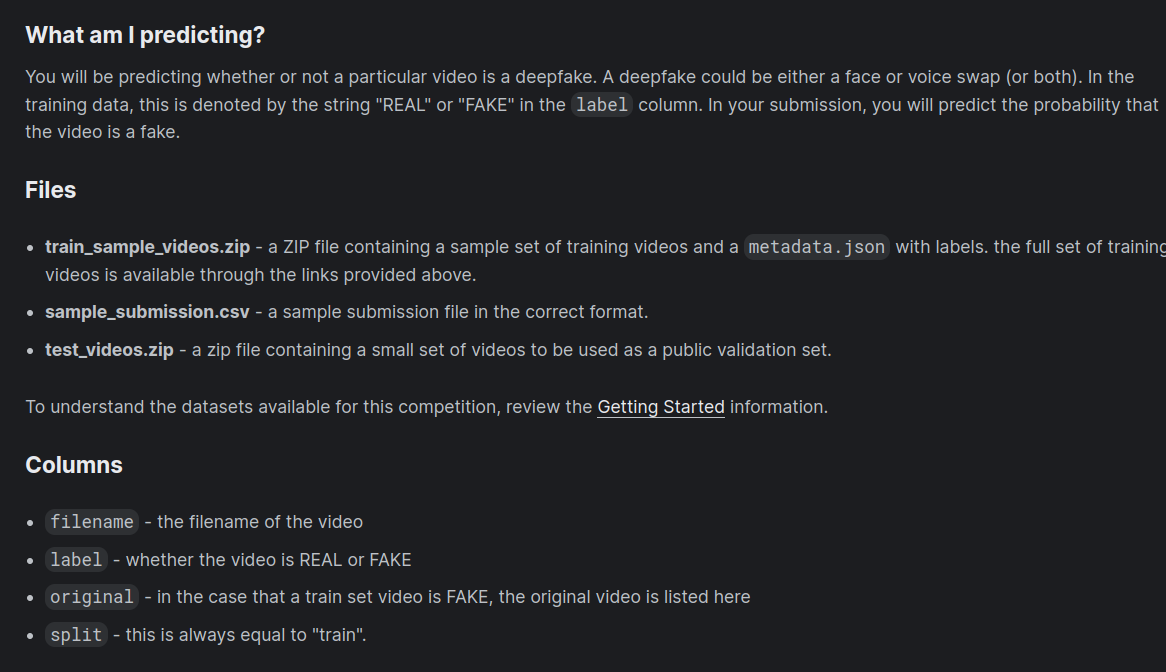 What am I predicting?
You will be predicting whether or not a particular video is a deepfake. A deepfake could be either a face or voice swap (or both). In the
training data, this is denoted by the string "REAL" or "FAKE" in the label column. In your submission, you will predict the probability that
the video is a fake.
Files
• train_sample_videos.zip - a ZIP file containing a sample set of training videos and a metadata.json with labels. the full set of training
videos is available through the links provided above.
• sample_submission.csv - a sample submission file in the correct format.
• test_videos.zip - a zip file containing a small set of videos to be used as a public validation set.
To understand the datasets available for this competition, review the Getting Started information.
Columns
• filename - the filename of the video
• label - whether the video is REAL or FAKE
• original - in the case that a train set video is FAKE, the original video is listed here
• split - this is always equal to "train".